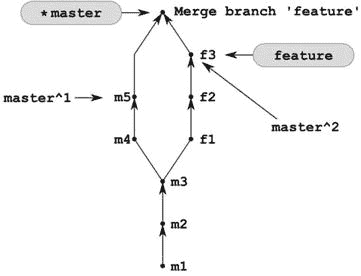 *master
Merge branch 'feature'
f3
feature
master^1
m5
f2
master^2
m4
f1
m3
m2
m1